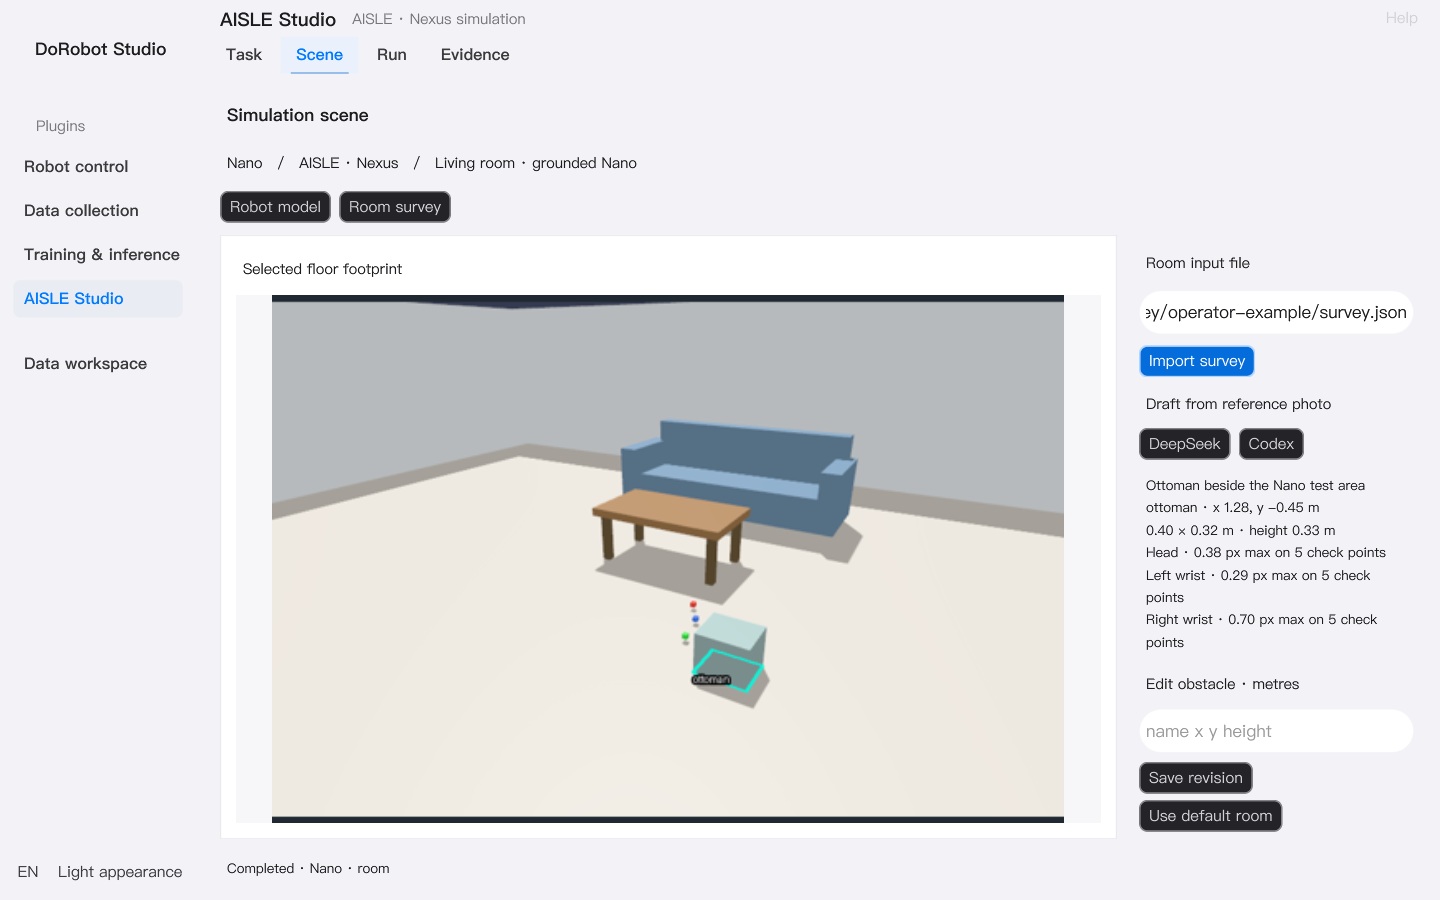 AISLE Studio AISLE · Nexus simulation
Help
DoRobot Studio
Task Scene Run Evidence
Simulation scene
Plugins
Robot control
Data collection
Training & inference
AISLE Studio
Data workspace
Nano / AISLE · Nexus / Living room · grounded Nano
Robot model Room survey
Selected floor footprint
ottoman
Room input file
ey/operator-example/survey.json
Import survey
Draft from reference photo
DeepSeek Codex
Ottoman beside the Nano test area
ottoman · x 1.28, y -0.45 m
0.40 × 0.32 m · height 0.33 m
Head · 0.38 px max on 5 check points
Left wrist · 0.29 px max on 5 check
points
Right wrist · 0.70 px max on 5 check
points
Edit obstacle · metres
name x y height
Save revision
Use default room
EN Light appearance
Completed · Nano · room